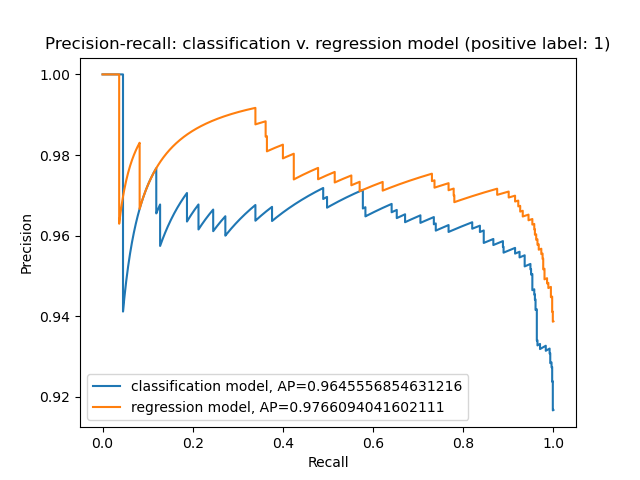 Precision-recall: classification v. regression model (positive label: 1)
1.00
0.98
0.96
0.94
0.92
Precision
classification model, AP=0.9645556854631216
regression model, AP=0.9766094041602111
0.0 0.2 0.4 0.6 0.8 1.0
Recall